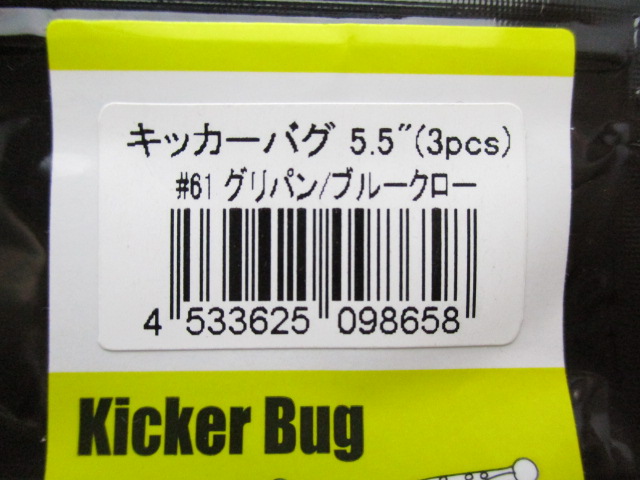 キッカーバグ 5.5"(3pcs)
#61 グリパン/ブルークロー
4 533625 098658
Kicker Bug